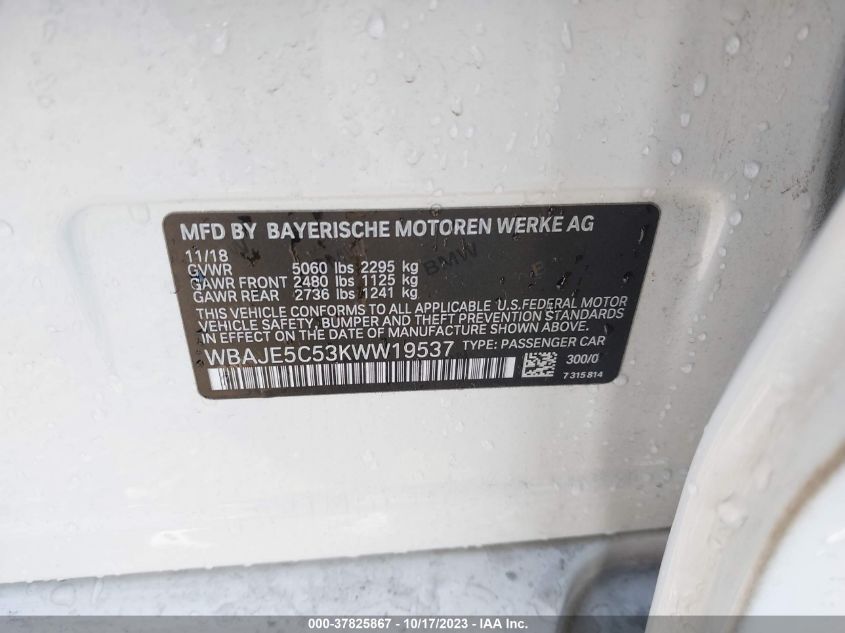 MFD BY BAYERISCHE MOTOREN WERKE AG
11/18
GVWR 5060 lbs 2295 kg
GAWR FRONT 2480 lbs 1125 kg
GAWR REAR 2736 lbs 1241 kg
BMW
THIS VEHICLE CONFORMS TO ALL APPLICABLE U.S.FEDERAL MOTOR
VEHICLE SAFETY, BUMPER AND THEFT PREVENTION STANDARDS
IN EFFECT ON THE DATE OF MANUFACTURE SHOWN ABOVE.
WBAJE5C53KWW19537 TYPE: PASSENGER CAR
300/0
7 315 814
000-37825867 - 10/17/2023 - © IAA, Inc.